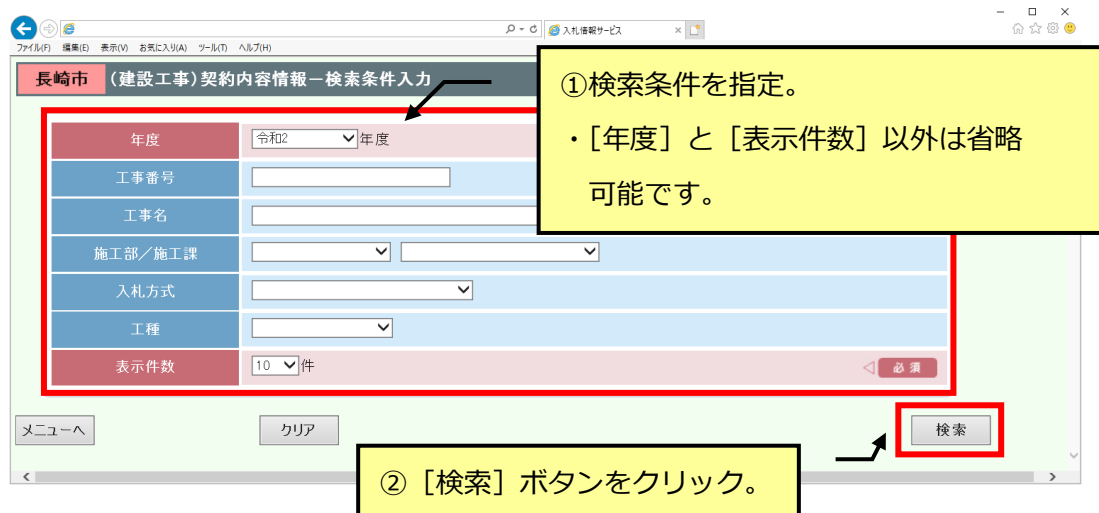 入札情報サービス
ファイル(F) 編集(E) 表示(V) お気に入り(A) ツール(T) ヘルプ(H)
長崎市 (建設工事)契約内容情報－検索条件入力
①検索条件を指定。
・［年度］と［表示件数］以外は省略
可能です。
年度 令和2 年度
工事番号
工事名
施工部／施工課
入札方式
工種
表示件数 10 件 必須
メニューへ クリア 検索
②［検索］ボタンをクリック。